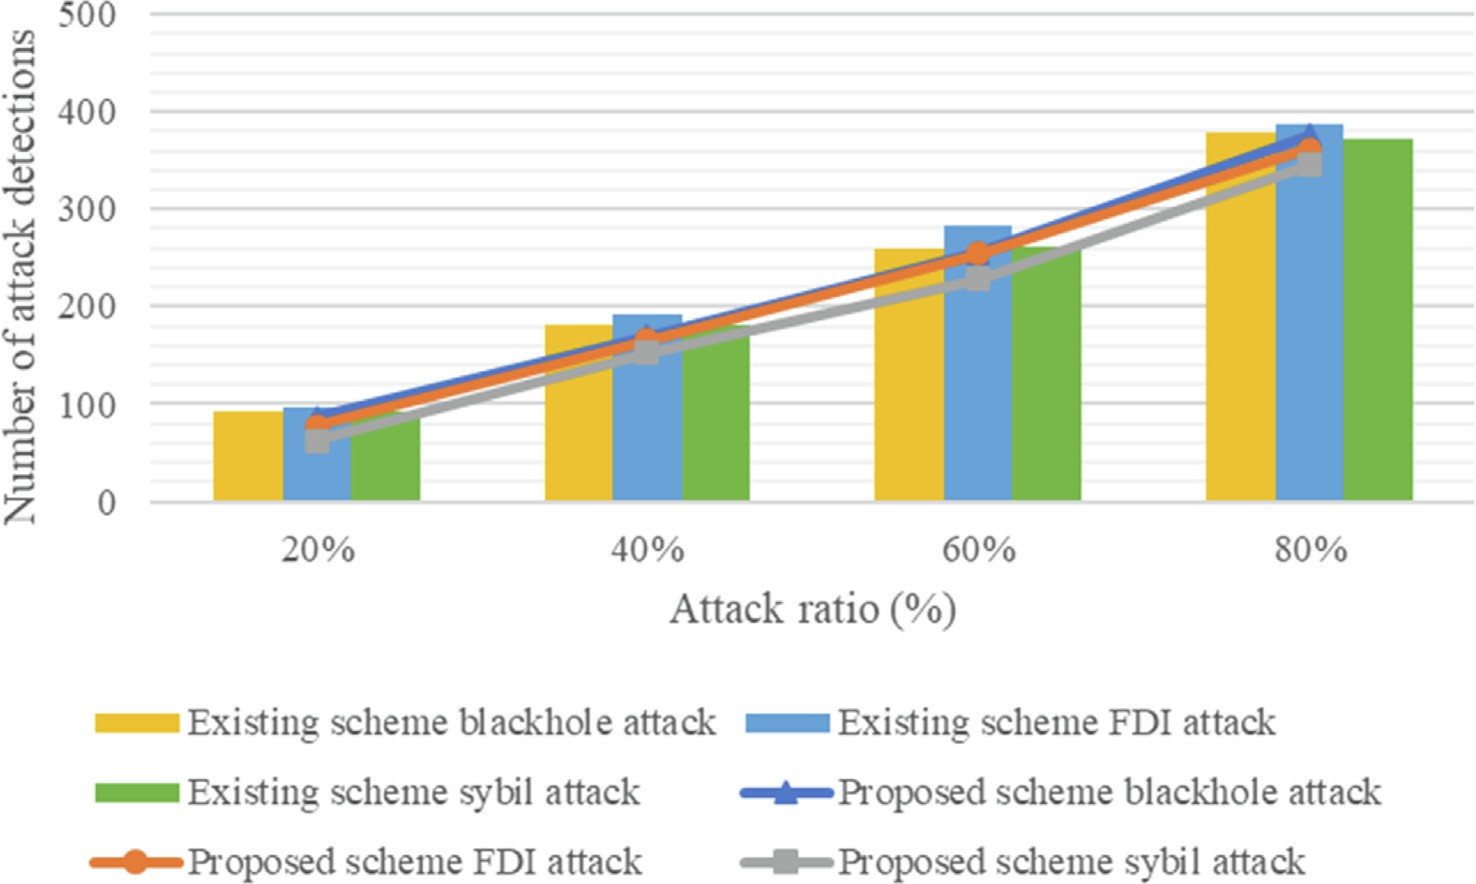 500
400
300
200
100
0
Number of attack detections
20% 40% 60% 80%
Attack ratio (%)
Existing scheme blackhole attack Existing scheme FDI attack
Existing scheme sybil attack Proposed scheme blackhole attack
Proposed scheme FDI attack Proposed scheme sybil attack